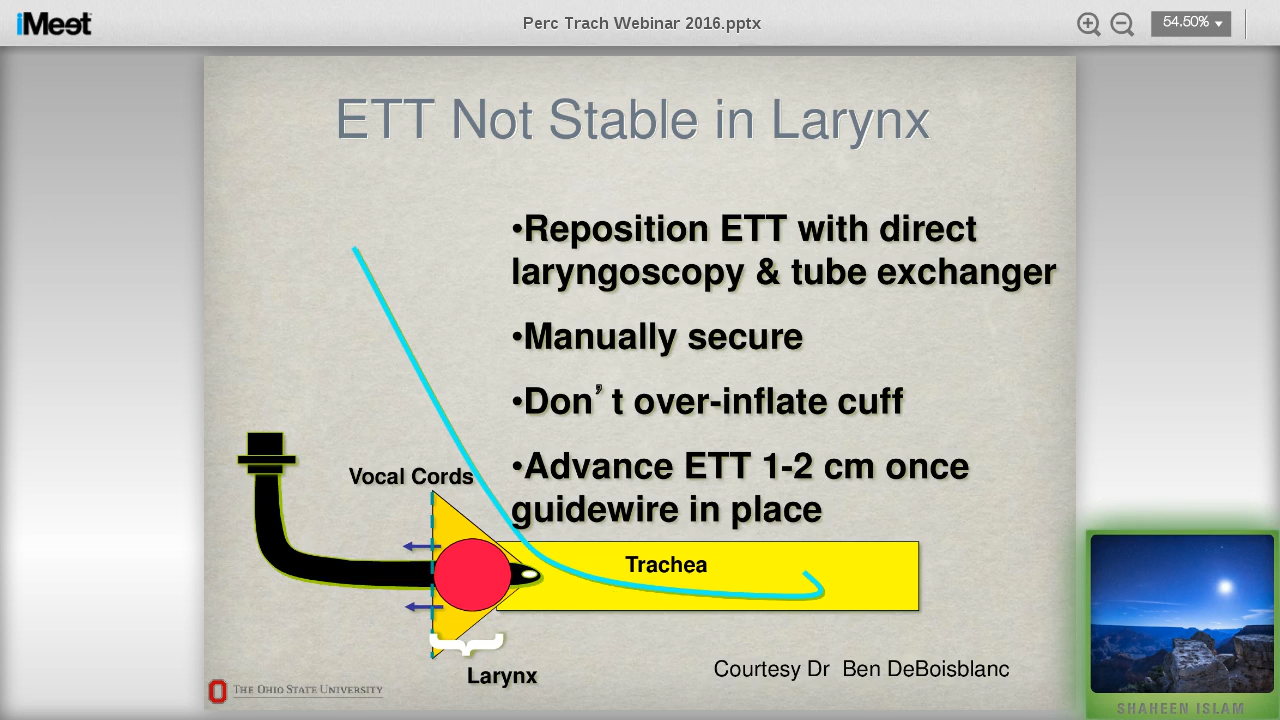 iMeet
Perc Trach Webinar 2016.pptx
54.50%
ETT Not Stable in Larynx
•Reposition ETT with direct
laryngoscopy & tube exchanger
•Manually secure
•Don’t over-inflate cuff
•Advance ETT 1-2 cm once
guidewire in place
Vocal Cords
Trachea
Larynx
Courtesy Dr Ben DeBoisblanc
THE OHIO STATE UNIVERSITY
SHAHEEN ISLAM